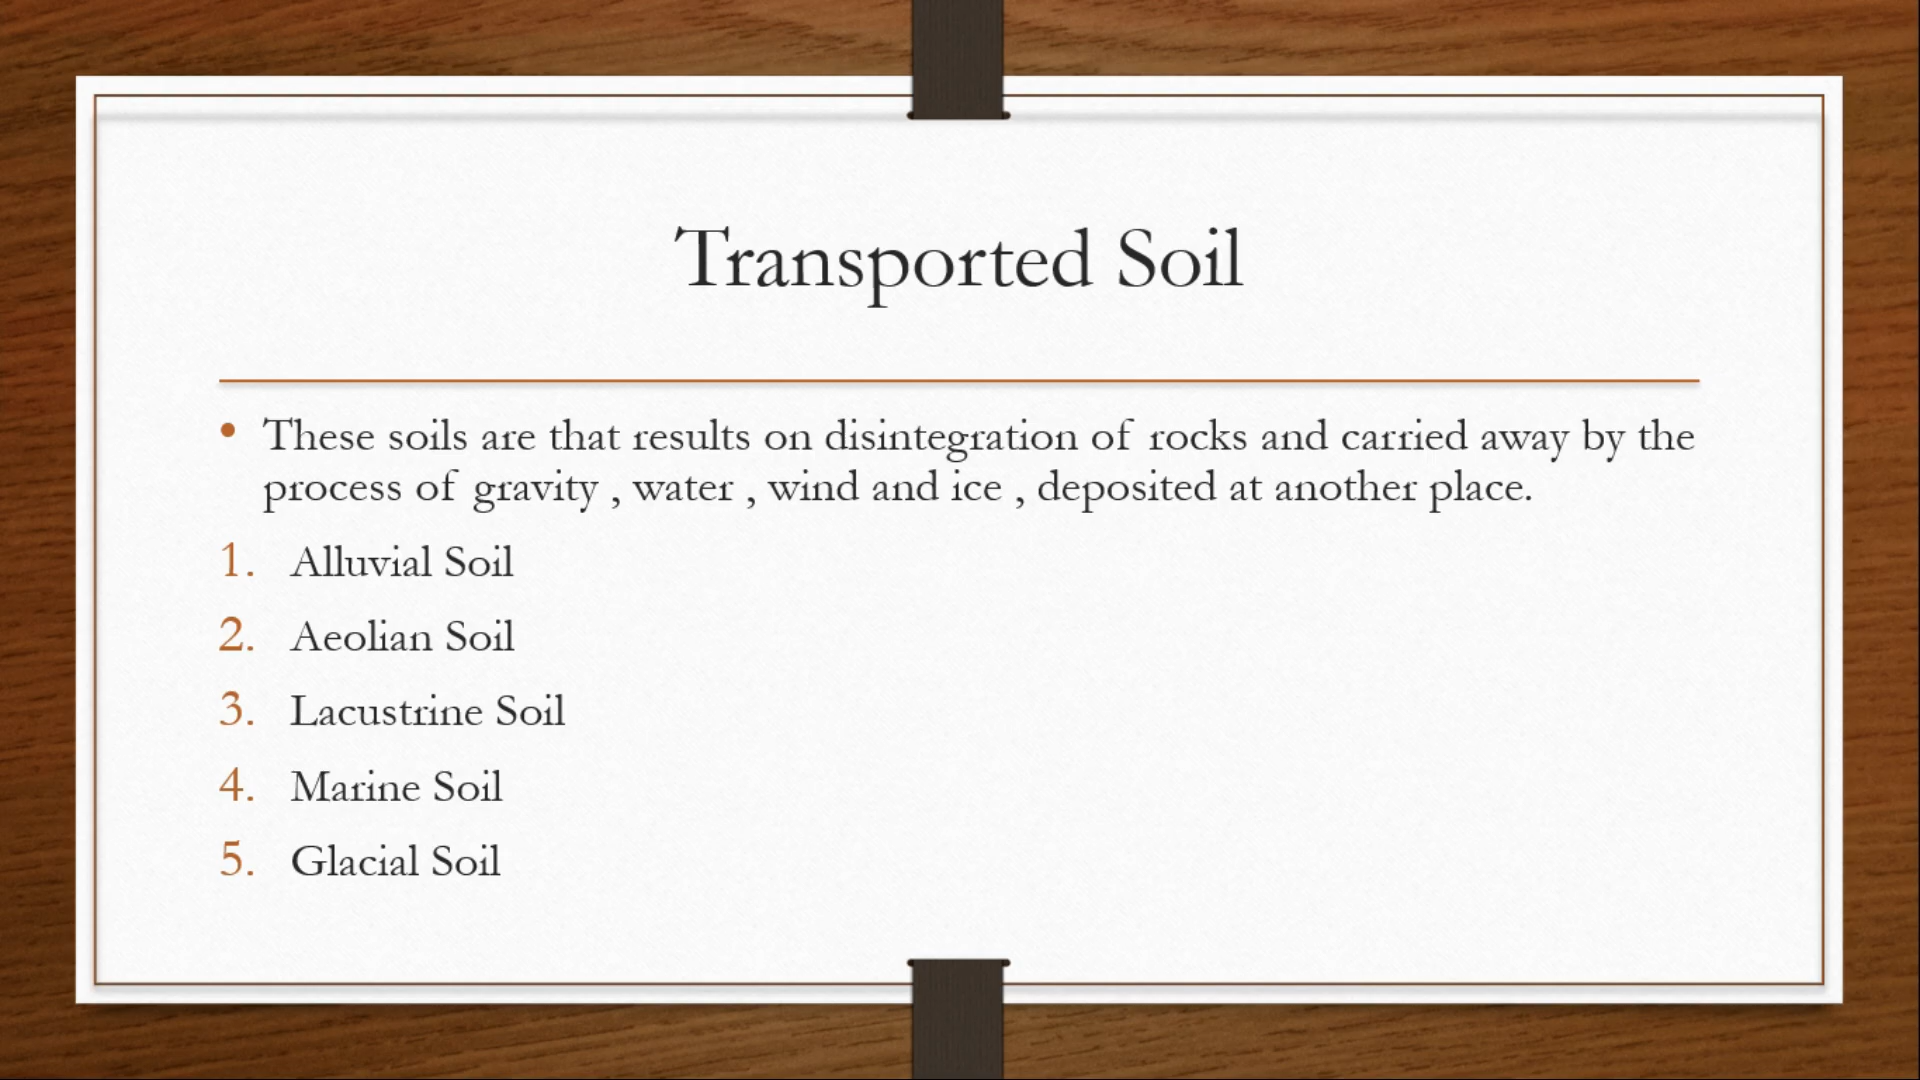 Transported Soil
• These soils are that results on disintegration of rocks and carried away by the
process of gravity , water , wind and ice , deposited at another place.
1. Alluvial Soil
2. Aeolian Soil
3. Lacustrine Soil
4. Marine Soil
5. Glacial Soil